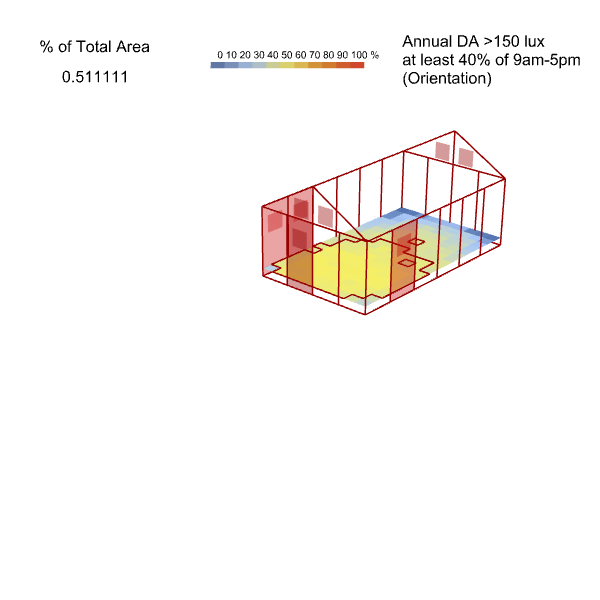 % of Total Area
0.511111
0 10 20 30 40 50 60 70 80 90 100 %
Annual DA >150 lux
at least 40% of 9am-5pm
(Orientation)